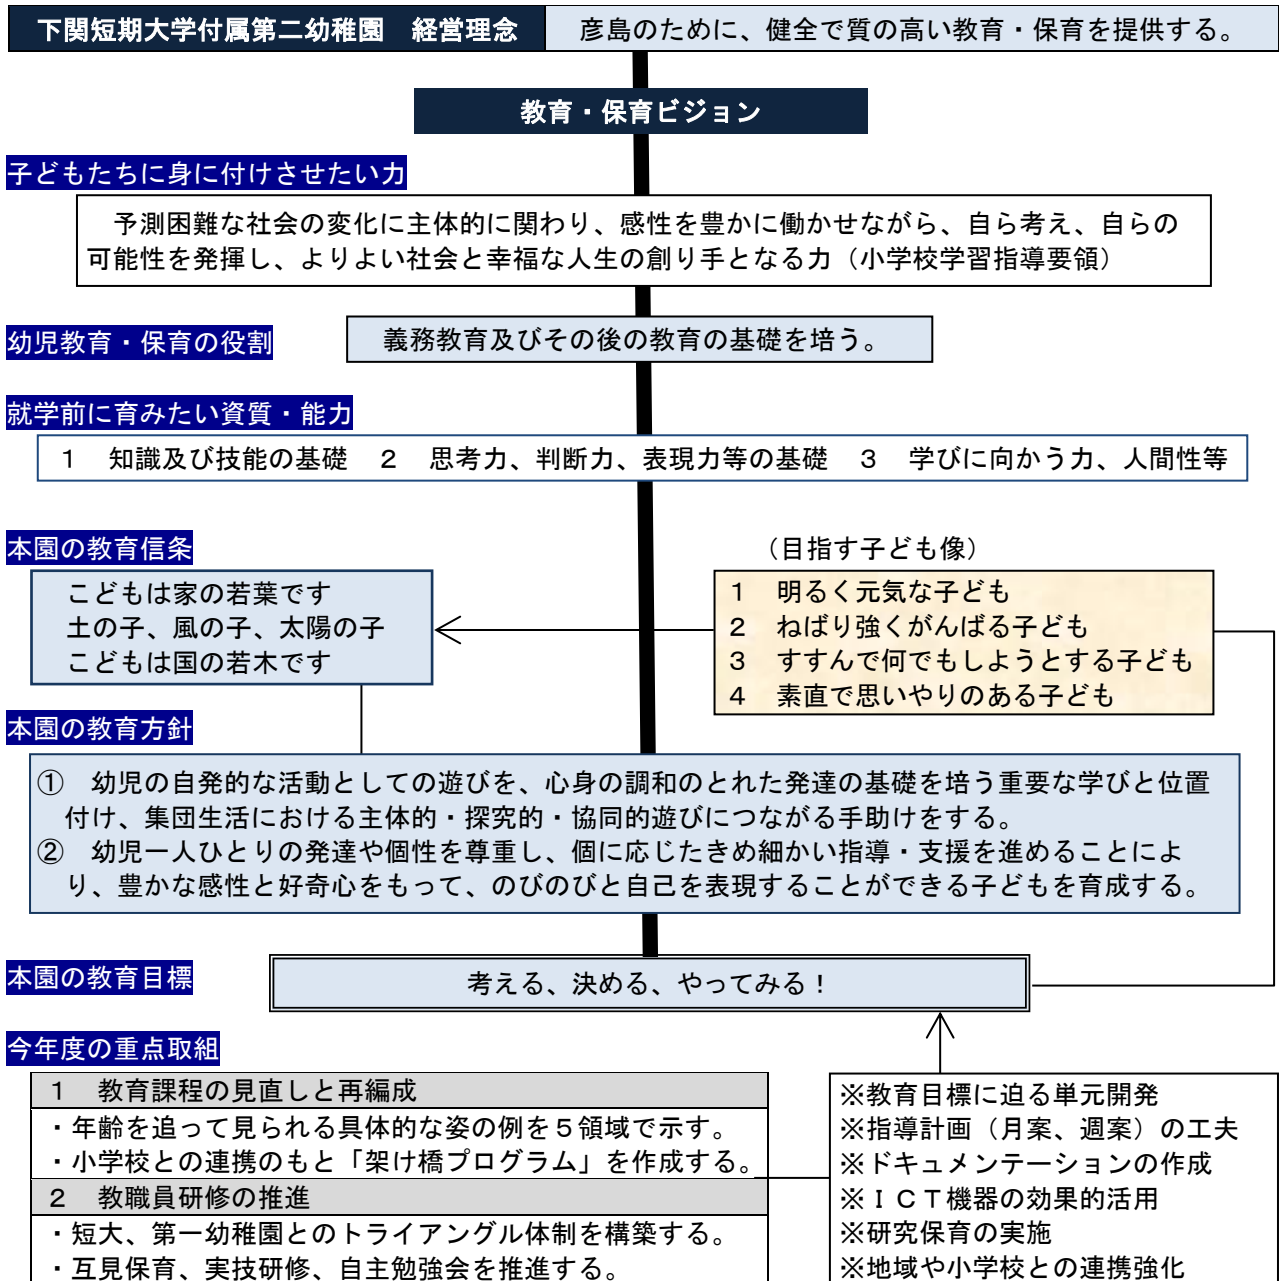 下関短期大学付属第二幼稚園　経営理念
彦島のために、健全で質の高い教育・保育を提供する。
教育・保育ビジョン
子どもたちに身に付けさせたい力
予測困難な社会の変化に主体的に関わり、感性を豊かに働かせながら、自ら考え、自らの
可能性を発揮し、よりよい社会と幸福な人生の創り手となる力（小学校学習指導要領）
幼児教育・保育の役割
義務教育及びその後の教育の基礎を培う。
就学前に育みたい資質・能力
１　知識及び技能の基礎　２　思考力、判断力、表現力等の基礎　３　学びに向かう力、人間性等
本園の教育信条
こどもは家の若葉です
土の子、風の子、太陽の子
こどもは国の若木です
（目指す子ども像）
１　明るく元気な子ども
２　ねばり強くがんばる子ども
３　すすんで何でもしようとする子ども
４　素直で思いやりのある子ども
本園の教育方針
①　幼児の自発的な活動としての遊びを、心身の調和のとれた発達の基礎を培う重要な学びと位置
付け、集団生活における主体的・探究的・協同的遊びにつながる手助けをする。
②　幼児一人ひとりの発達や個性を尊重し、個に応じたきめ細かい指導・支援を進めることによ
り、豊かな感性と好奇心をもって、のびのびと自己を表現することができる子どもを育成する。
本園の教育目標
考える、決める、やってみる！
今年度の重点取組
１　教育課程の見直しと再編成
・年齢を追って見られる具体的な姿の例を５領域で示す。
・小学校との連携のもと「架け橋プログラム」を作成する。
２　教職員研修の推進
・短大、第一幼稚園とのトライアングル体制を構築する。
・互見保育、実技研修、自主勉強会を推進する。
※教育目標に迫る単元開発
※指導計画（月案、週案）の工夫
※ドキュメンテーションの作成
※ＩＣＴ機器の効果的活用
※研究保育の実施
※地域や小学校との連携強化